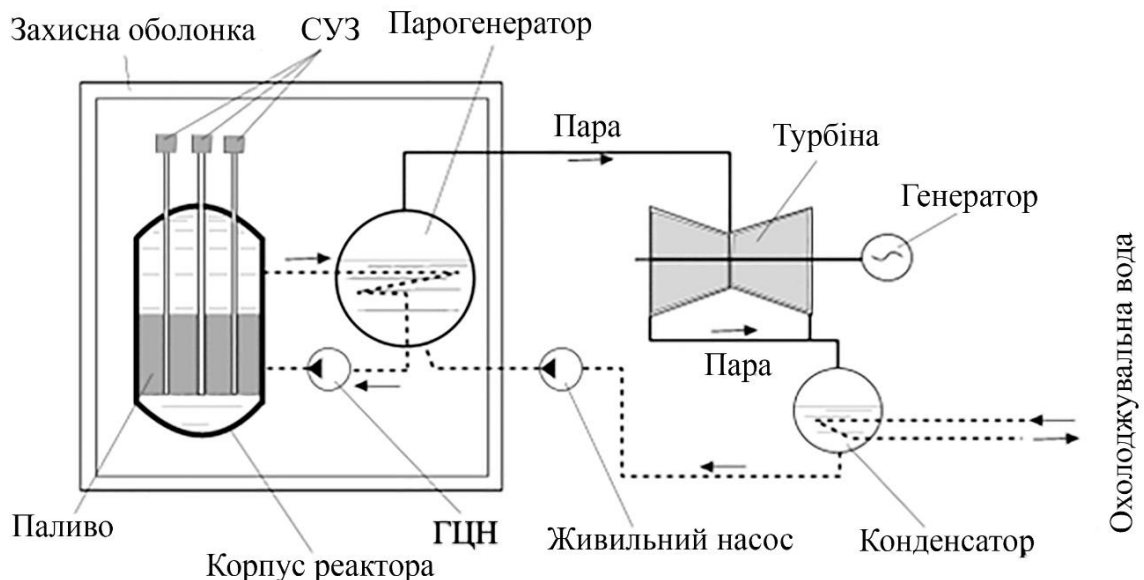 Захисна оболонка
СУЗ
Парогенератор
Пара
Турбіна
Генератор
Охолоджувальна вода
Пара
Паливо
Корпус реактора
ГЦН
Живильний насос
Конденсатор